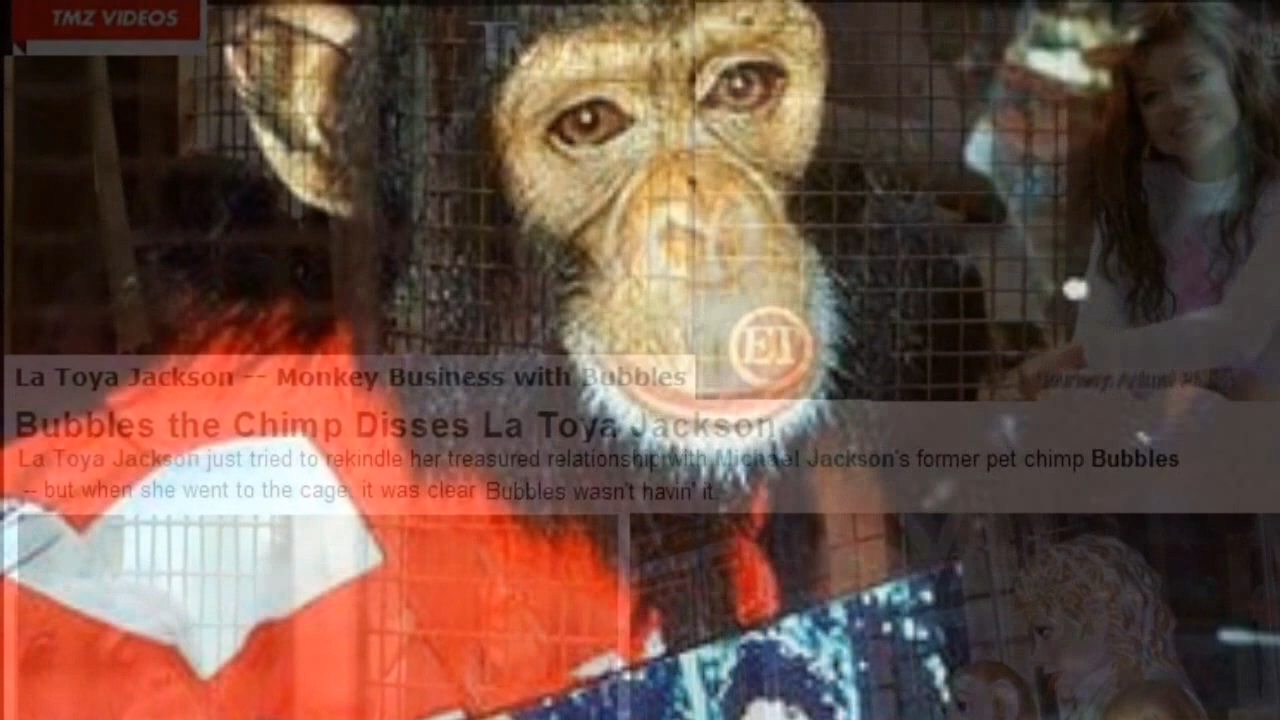 TMZ VIDEOS
ET
La Toya Jackson -- Monkey Business with Bubbles
Bubbles the Chimp Disses La Toya Jackson
La Toya Jackson just tried to rekindle her treasured relationship with Michael Jackson's former pet chimp Bubbles
-- but when she went to the cage, it was clear Bubbles wasn't havin' it.